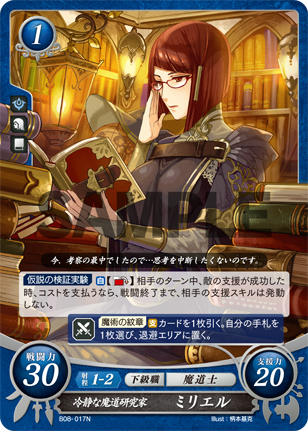 1
SAMPLE
今、考察の最中でしたので…思考を中断したくないのです。
仮説の検証実験 自 【】相手のターン中、敵の支援が成功した
時、コストを支払うなら、戦闘終了まで、相手の支援スキルは発動
しない。
魔術の紋章 支 カードを1枚引く。自分の手札を
1枚選び、退避エリアに置く。
戦闘力
30
射程 1-2 下級職 魔道士
支援力
20
冷静な魔道研究家 ミリエル
B08-017N
Illust：柄本基克